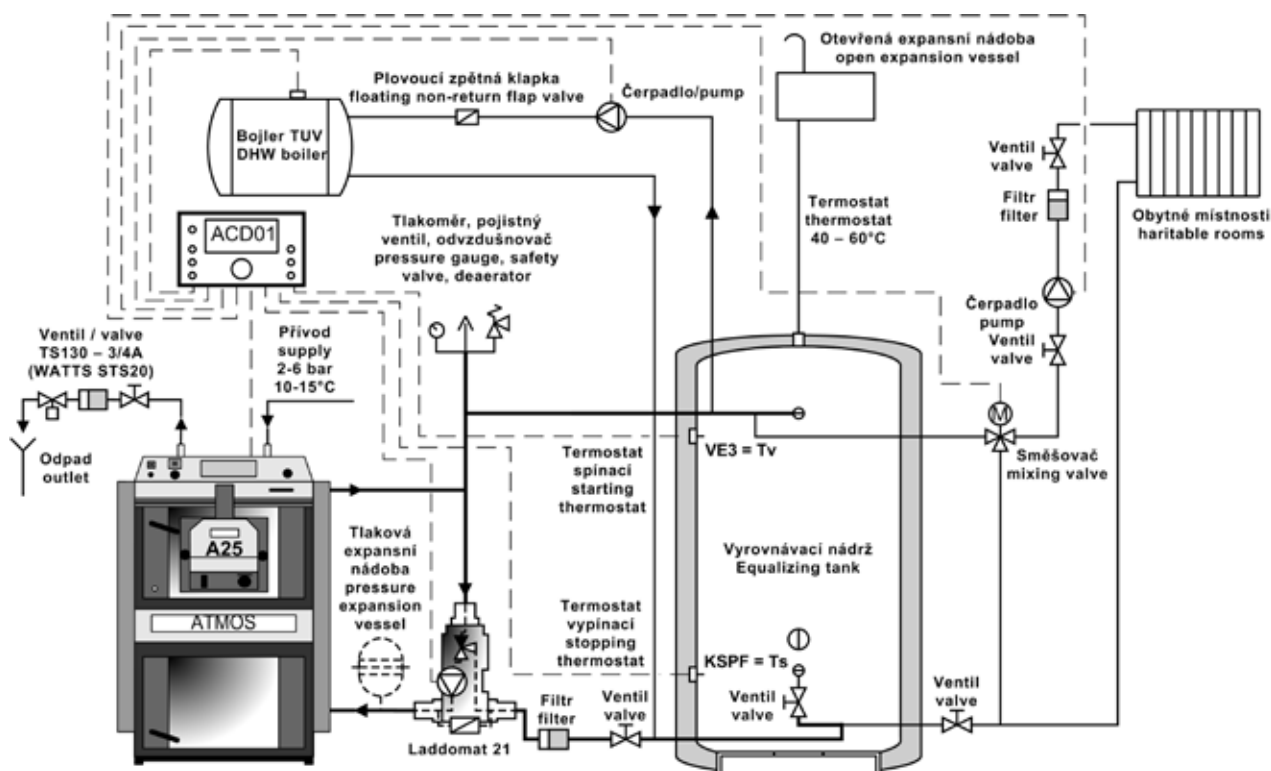 Otevřená expansní nádoba
open expansion vessel
Plovoucí zpětná klapka
floating non-return flap valve
Čerpadlo/pump
Bojler TUV
DHW boiler
Ventil
valve
Filtr
filter
Obytné místnosti
haritable rooms
Termostat
thermostat
40 – 60°C
Tlakoměr, pojistný
ventil, odvzdušnovač
pressure gauge, safety
valve, deaerator
ACD01
Čerpadlo
pump
Ventil
valve
Ventil / valve
TS130 – 3/4A
(WATTS STS20)
Přívod
supply
2-6 bar
10-15°C
M
Směšovač
mixing valve
Odpad
outlet
VE3 = Tv
Termostat
spínací
starting
thermostat
A25
ATMOS
Tlaková
expansní
nádoba
pressure
expansion
vessel
Vyrovnávací nádrž
Equalizing tank
Termostat
vypínací
stopping
thermostat
KSPF = Ts
Ventil
valve
Ventil
valve
Filtr
filter
Ventil
valve
Laddomat 21